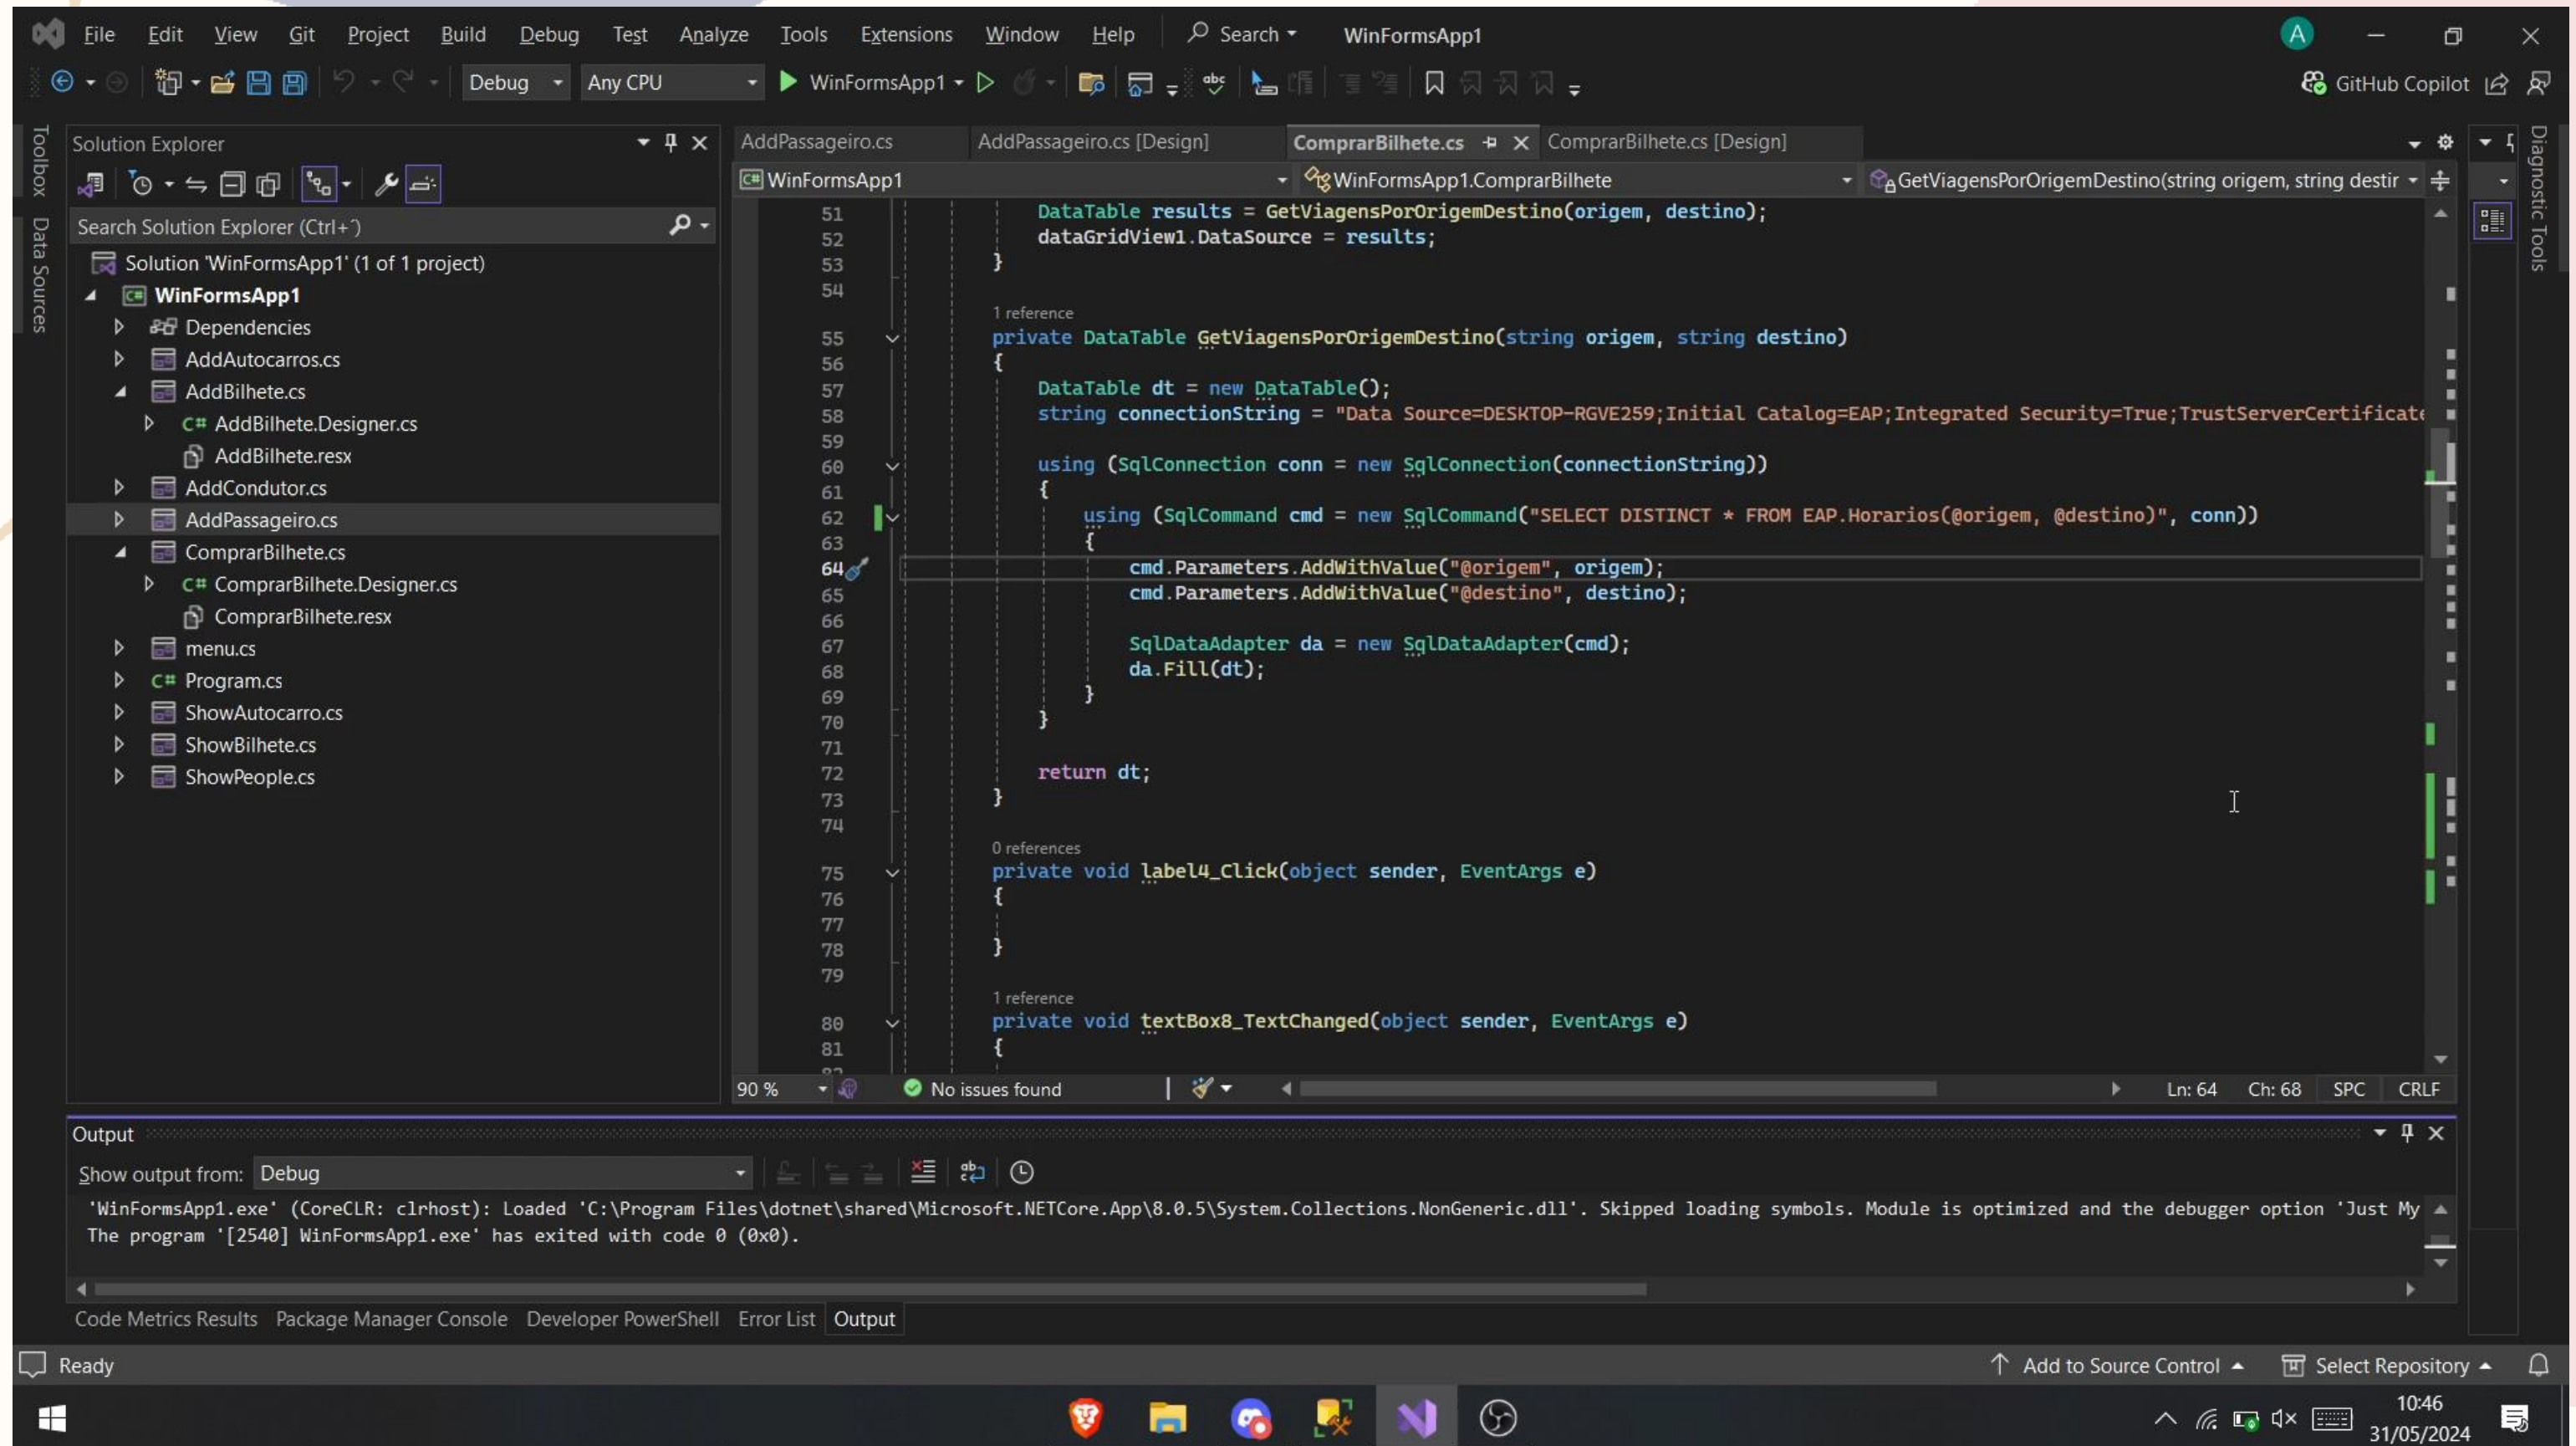 File Edit View Git Project Build Debug Test Analyze Tools Extensions Window Help Search WinFormsApp1 A
Debug Any CPU WinFormsApp1 GitHub Copilot
Toolbox
Data Sources
Solution Explorer
Search Solution Explorer (Ctrl+´)
Solution 'WinFormsApp1' (1 of 1 project)
WinFormsApp1
Dependencies
AddAutocarros.cs
AddBilhete.cs
C# AddBilhete.Designer.cs
AddBilhete.resx
AddCondutor.cs
AddPassageiro.cs
ComprarBilhete.cs
C# ComprarBilhete.Designer.cs
ComprarBilhete.resx
menu.cs
C# Program.cs
ShowAutocarro.cs
ShowBilhete.cs
ShowPeople.cs
AddPassageiro.cs AddPassageiro.cs [Design] ComprarBilhete.cs ComprarBilhete.cs [Design]
C# WinFormsApp1 WinFormsApp1.ComprarBilhete GetViagensPorOrigemDestino(string origem, string destir
51 DataTable results = GetViagensPorOrigemDestino(origem, destino);
52 dataGridView1.DataSource = results;
53 }
54
1 reference
55 private DataTable GetViagensPorOrigemDestino(string origem, string destino)
56 {
57 DataTable dt = new DataTable();
58 string connectionString = "Data Source=DESKTOP-RGVE259;Initial Catalog=EAP;Integrated Security=True;TrustServerCertificate
59
60 using (SqlConnection conn = new SqlConnection(connectionString))
61 {
62 using (SqlCommand cmd = new SqlCommand("SELECT DISTINCT * FROM EAP.Horarios(@origem, @destino)", conn))
63 {
64 cmd.Parameters.AddWithValue("@origem", origem);
65 cmd.Parameters.AddWithValue("@destino", destino);
66
67 SqlDataAdapter da = new SqlDataAdapter(cmd);
68 da.Fill(dt);
69 }
70 }
71
72 return dt;
73 }
74
0 references
75 private void label4_Click(object sender, EventArgs e)
76 {
77
78 }
79
1 reference
80 private void textBox8_TextChanged(object sender, EventArgs e)
81 {
90 % No issues found Ln: 64 Ch: 68 SPC CRLF
Diagnostic Tools
Output
Show output from: Debug
'WinFormsApp1.exe' (CoreCLR: clrhost): Loaded 'C:\Program Files\dotnet\shared\Microsoft.NETCore.App\8.0.5\System.Collections.NonGeneric.dll'. Skipped loading symbols. Module is optimized and the debugger option 'Just My
The program '[2540] WinFormsApp1.exe' has exited with code 0 (0x0).
Code Metrics Results Package Manager Console Developer PowerShell Error List Output
Ready Add to Source Control Select Repository
10:46
31/05/2024